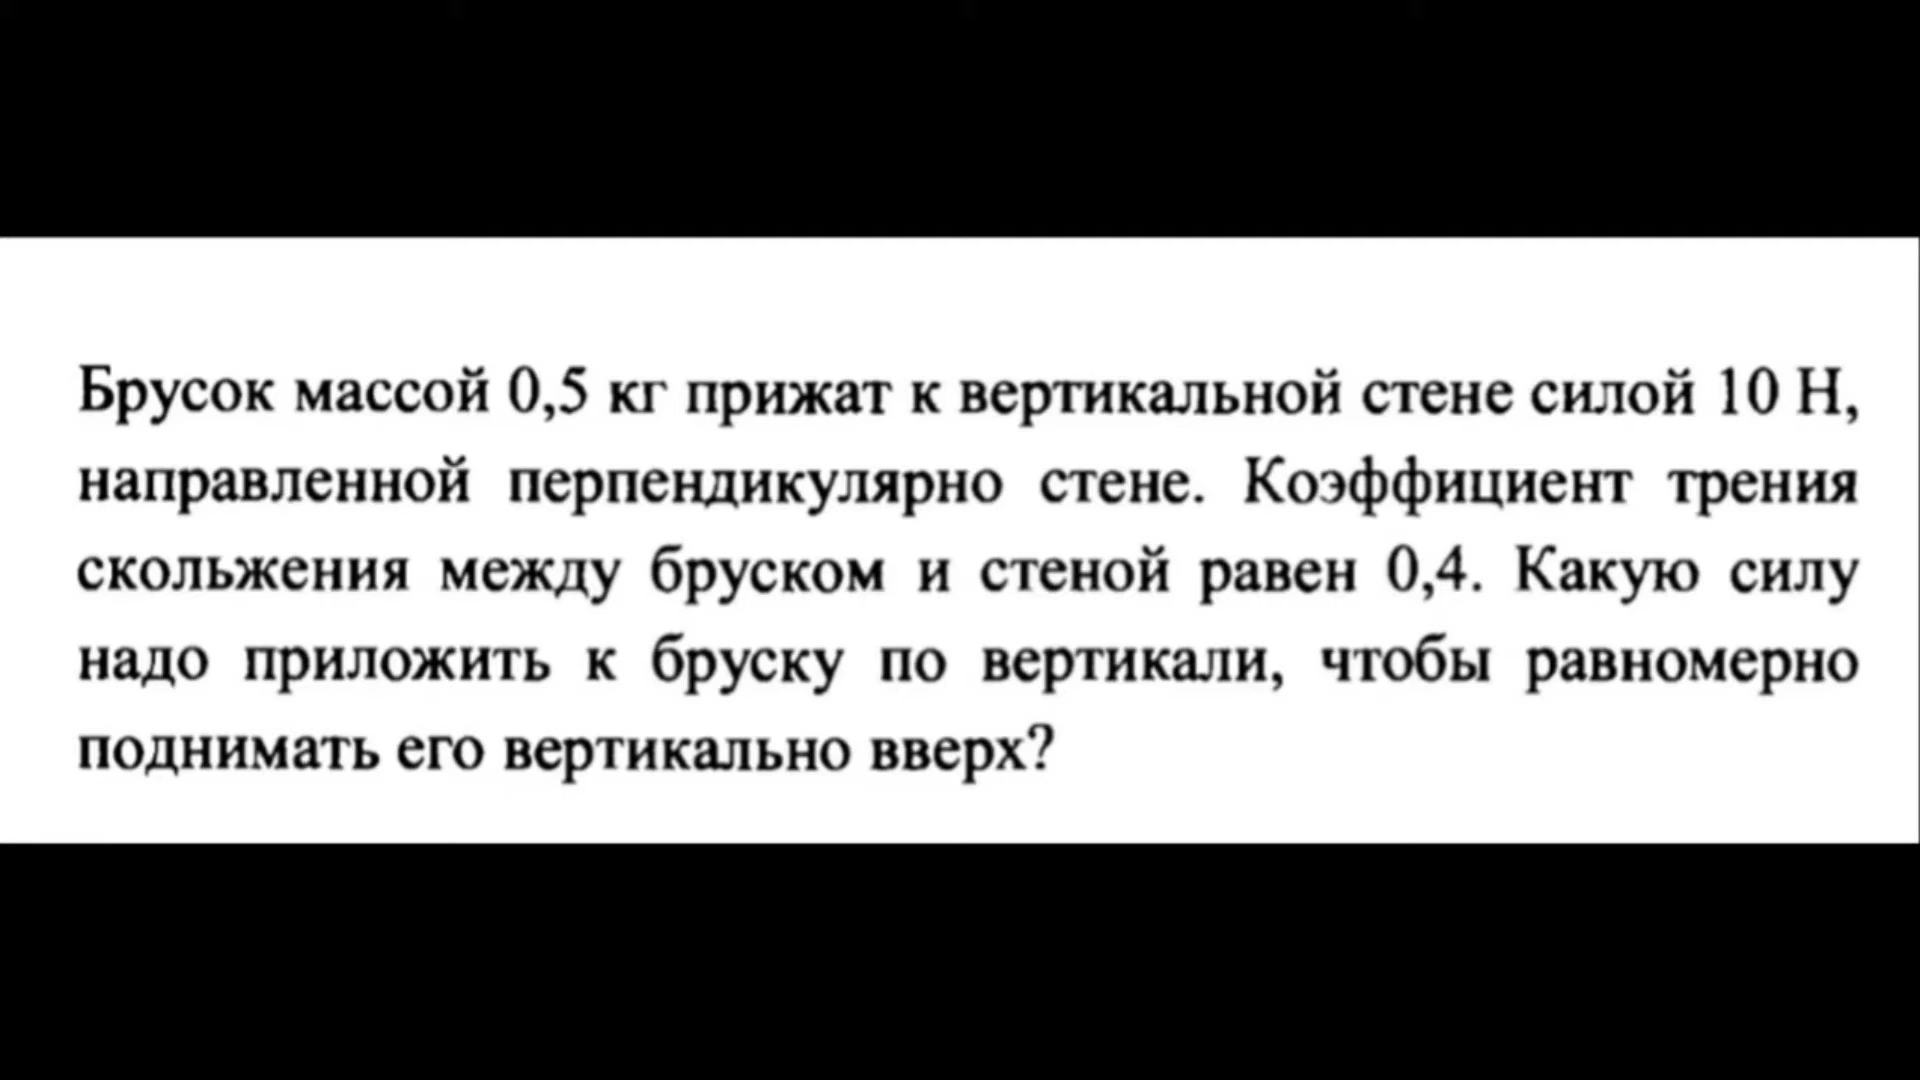 Брусок массой 0,5 кг прижат к вертикальной стене силой 10 Н,
направленной перпендикулярно стене. Коэффициент трения
скольжения между бруском и стеной равен 0,4. Какую силу
надо приложить к бруску по вертикали, чтобы равномерно
поднимать его вертикально вверх?